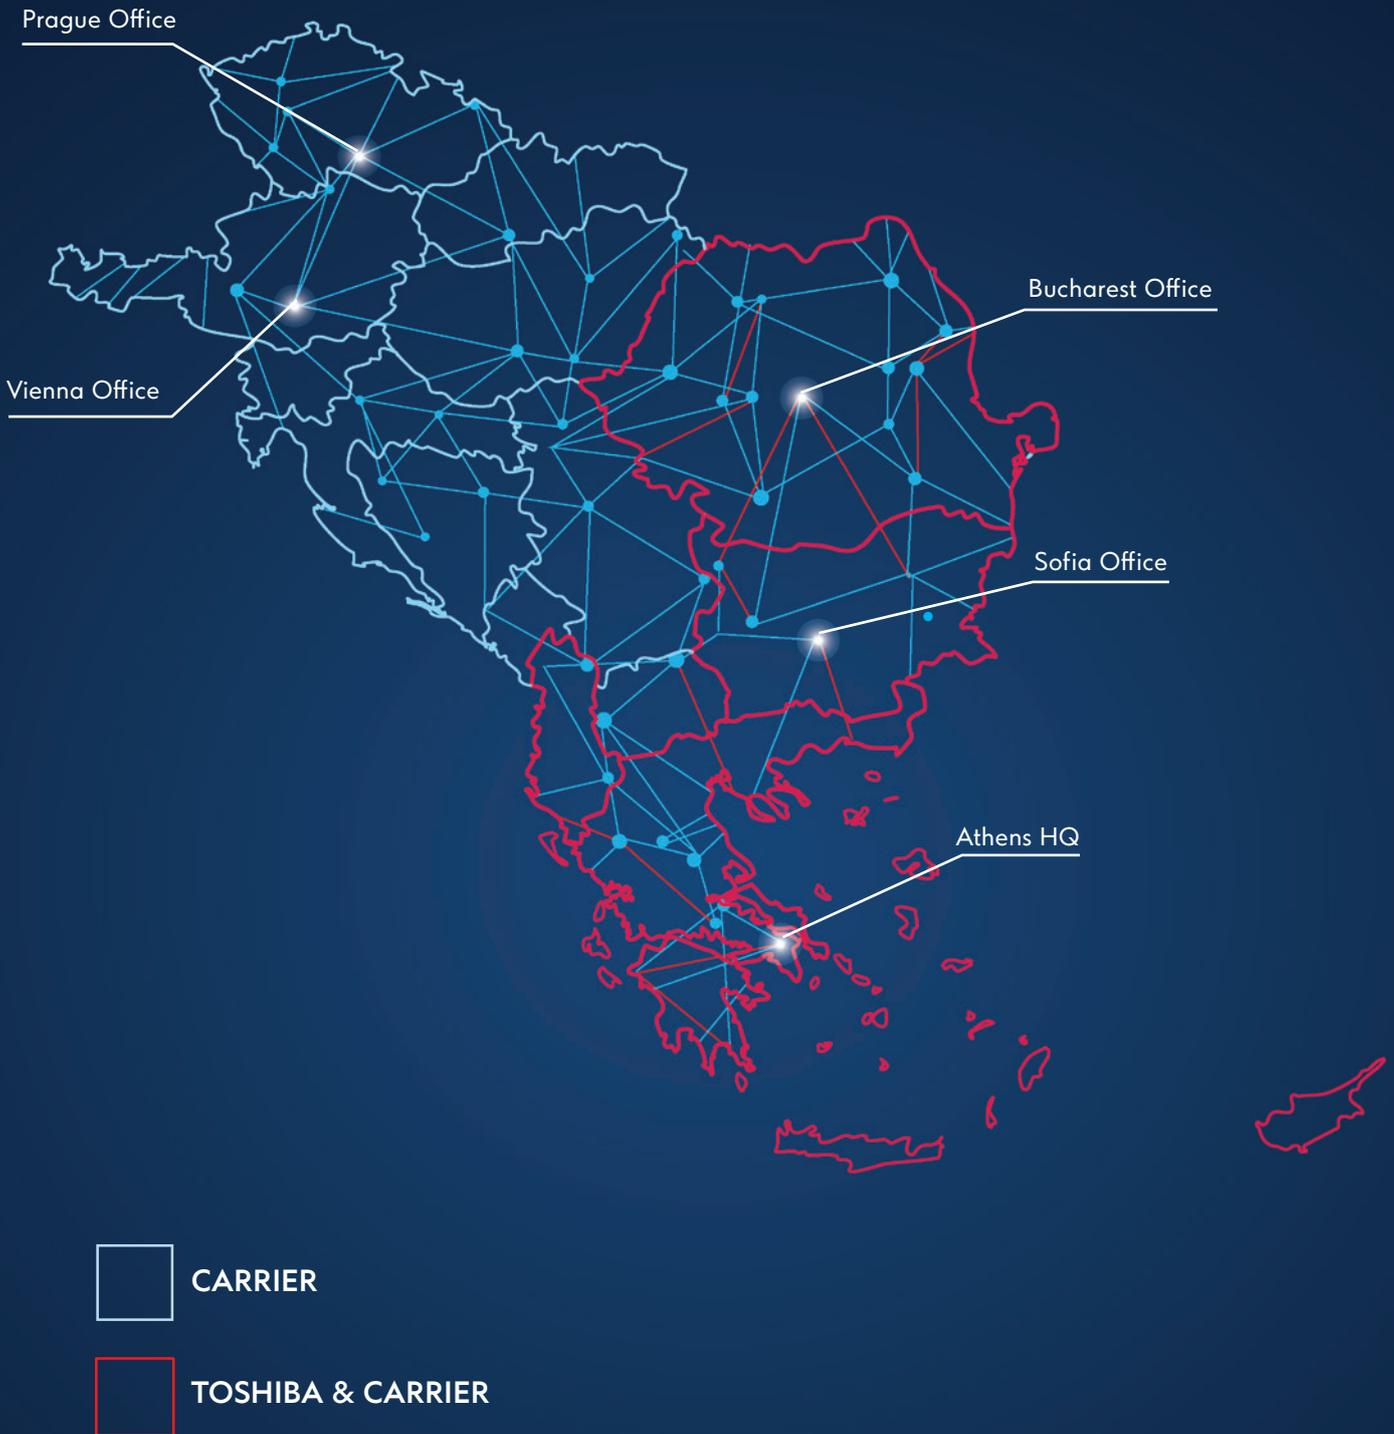 Prague Office
Bucharest Office
Vienna Office
Sofia Office
Athens HQ
CARRIER
TOSHIBA & CARRIER